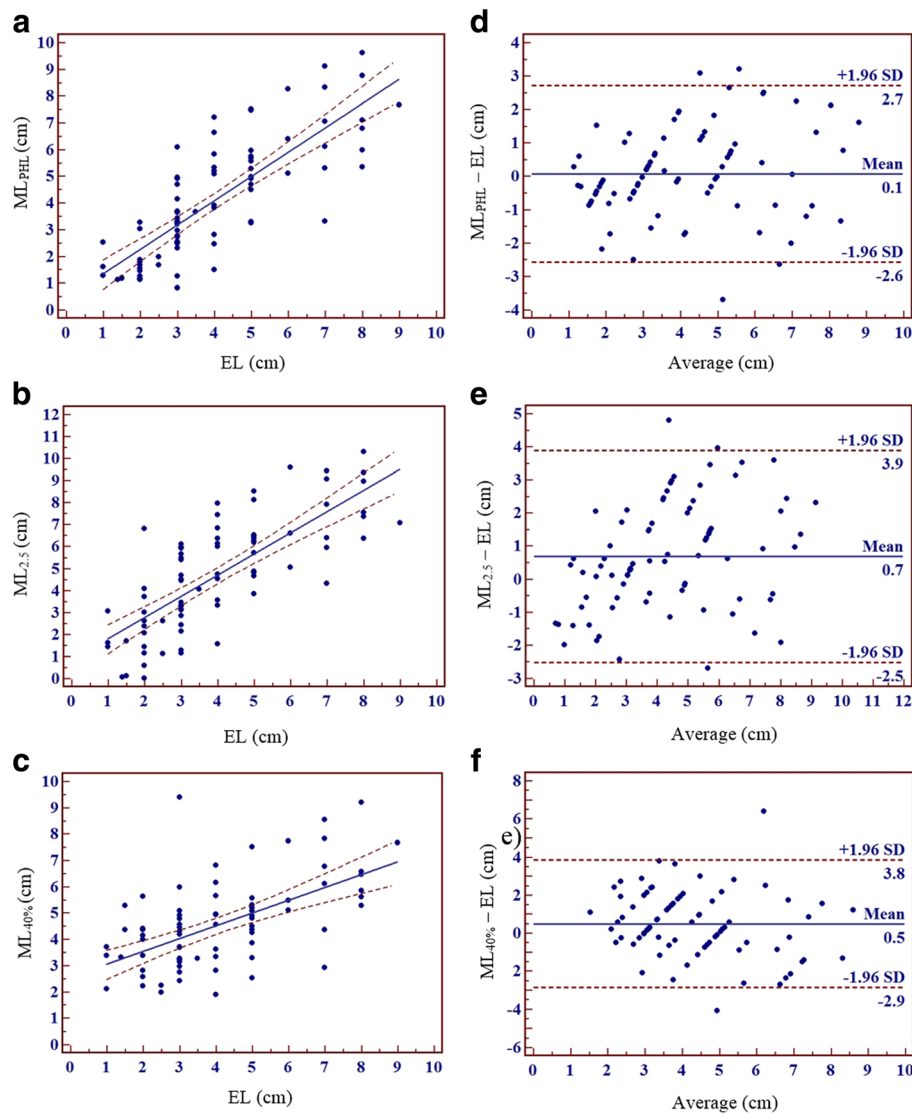 a
10
9
8
7
6
5
4
3
2
1
0
ML_PHL (cm)
0 1 2 3 4 5 6 7 8 9 10
EL (cm)
d
4
3
2
1
0
-1
-2
-3
-4
ML_PHL − EL (cm)
+1.96 SD
2.7
Mean
0.1
-1.96 SD
-2.6
0 1 2 3 4 5 6 7 8 9 10
Average (cm)
b
12
11
10
9
8
7
6
5
4
3
2
1
0
ML_2.5 (cm)
0 1 2 3 4 5 6 7 8 9 10
EL (cm)
e
5
4
3
2
1
0
-1
-2
-3
ML_2.5 − EL (cm)
+1.96 SD
3.9
Mean
0.7
-1.96 SD
-2.5
0 1 2 3 4 5 6 7 8 9 10 11 12
Average (cm)
c
10
9
8
7
6
5
4
3
2
1
0
ML_40% (cm)
0 1 2 3 4 5 6 7 8 9 10
EL (cm)
f
8
6
4
2
0
-2
-4
-6
ML_40% − EL (cm)
e)
+1.96 SD
3.8
Mean
0.5
-1.96 SD
-2.9
0 1 2 3 4 5 6 7 8 9 10
Average (cm)